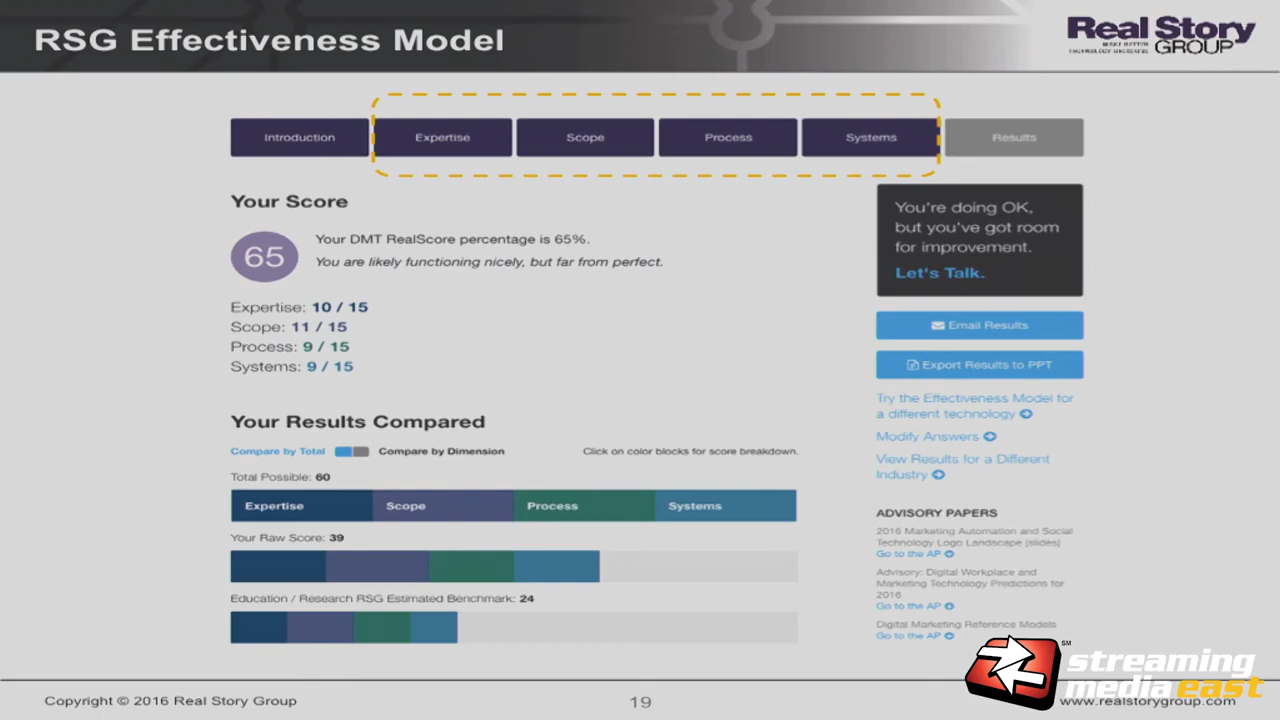 RSG Effectiveness Model
Real Story
MAKE BETTER
TECHNOLOGY DECISIONS
GROUP
Introduction
Expertise
Scope
Process
Systems
Results
Your Score
65
Your DMT RealScore percentage is 65%.
You are likely functioning nicely, but far from perfect.
Expertise: 10 / 15
Scope: 11 / 15
Process: 9 / 15
Systems: 9 / 15
You're doing OK,
but you've got room
for improvement.
Let's Talk.
Email Results
Export Results to PPT
Try the Effectiveness Model for
a different technology
Modify Answers
View Results for a Different
Industry
Your Results Compared
Compare by Total
Compare by Dimension
Click on color blocks for score breakdown.
Total Possible: 60
Expertise
Scope
Process
Systems
Your Raw Score: 39
Education / Research RSG Estimated Benchmark: 24
ADVISORY PAPERS
2016 Marketing Automation and Social
Technology Logo Landscape [slides]
Go to the AP
Advisory: Digital Workplace and
Marketing Technology Predictions for
2016
Go to the AP
Digital Marketing Reference Models
Go to the AP
SM
streaming
media east
Copyright © 2016 Real Story Group
19
www.realstorygroup.com